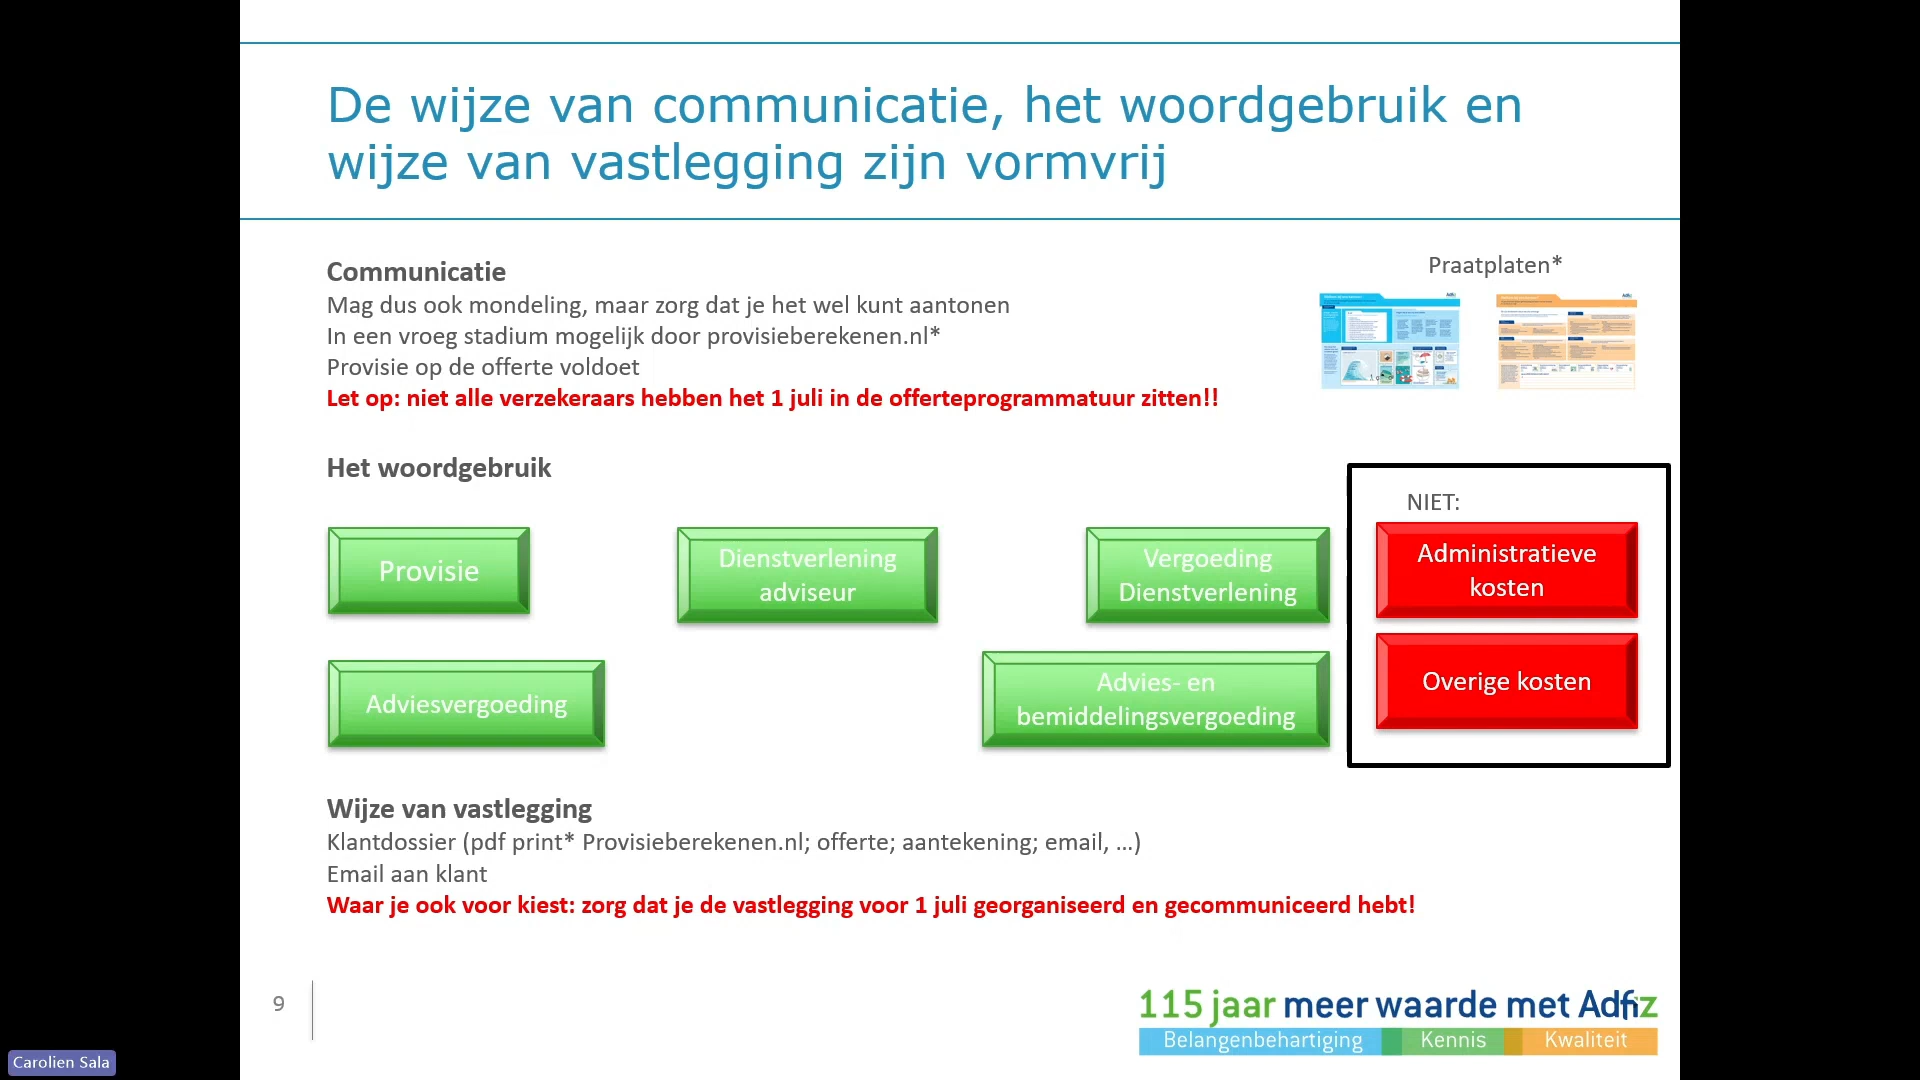 De wijze van communicatie, het woordgebruik en
wijze van vastlegging zijn vormvrij
Communicatie
Mag dus ook mondeling, maar zorg dat je het wel kunt aantonen
In een vroeg stadium mogelijk door provisieberekenen.nl*
Provisie op de offerte voldoet
Let op: niet alle verzekeraars hebben het 1 juli in de offerteprogrammatuur zitten!!
Praatplaten*
Het woordgebruik
Provisie
Dienstverlening
adviseur
Vergoeding
Dienstverlening
Adviesvergoeding
Advies- en
bemiddelingsvergoeding
NIET:
Administratieve
kosten
Overige kosten
Wijze van vastlegging
Klantdossier (pdf print* Provisieberekenen.nl; offerte; aantekening; email, …)
Email aan klant
Waar je ook voor kiest: zorg dat je de vastlegging voor 1 juli georganiseerd en gecommuniceerd hebt!
9
115 jaar meer waarde met Adfiz
Belangenbehartiging Kennis Kwaliteit
Carolien Sala